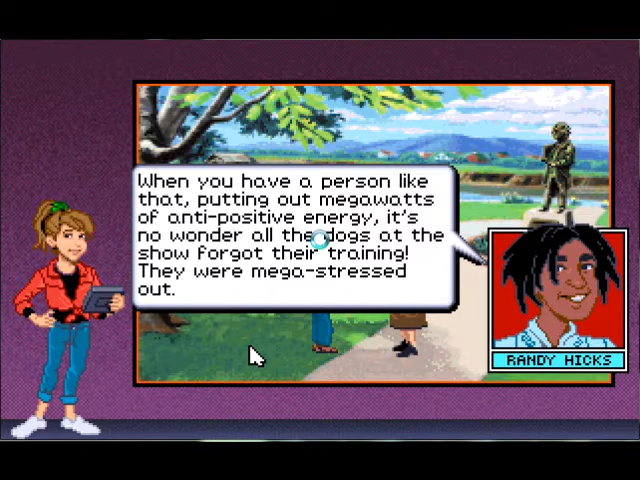 When you have a person like
that, putting out megawatts
of anti-positive energy, it's
no wonder all the dogs at the
show forgot their training!
They were mega-stressed
out.
RANDY HICKS